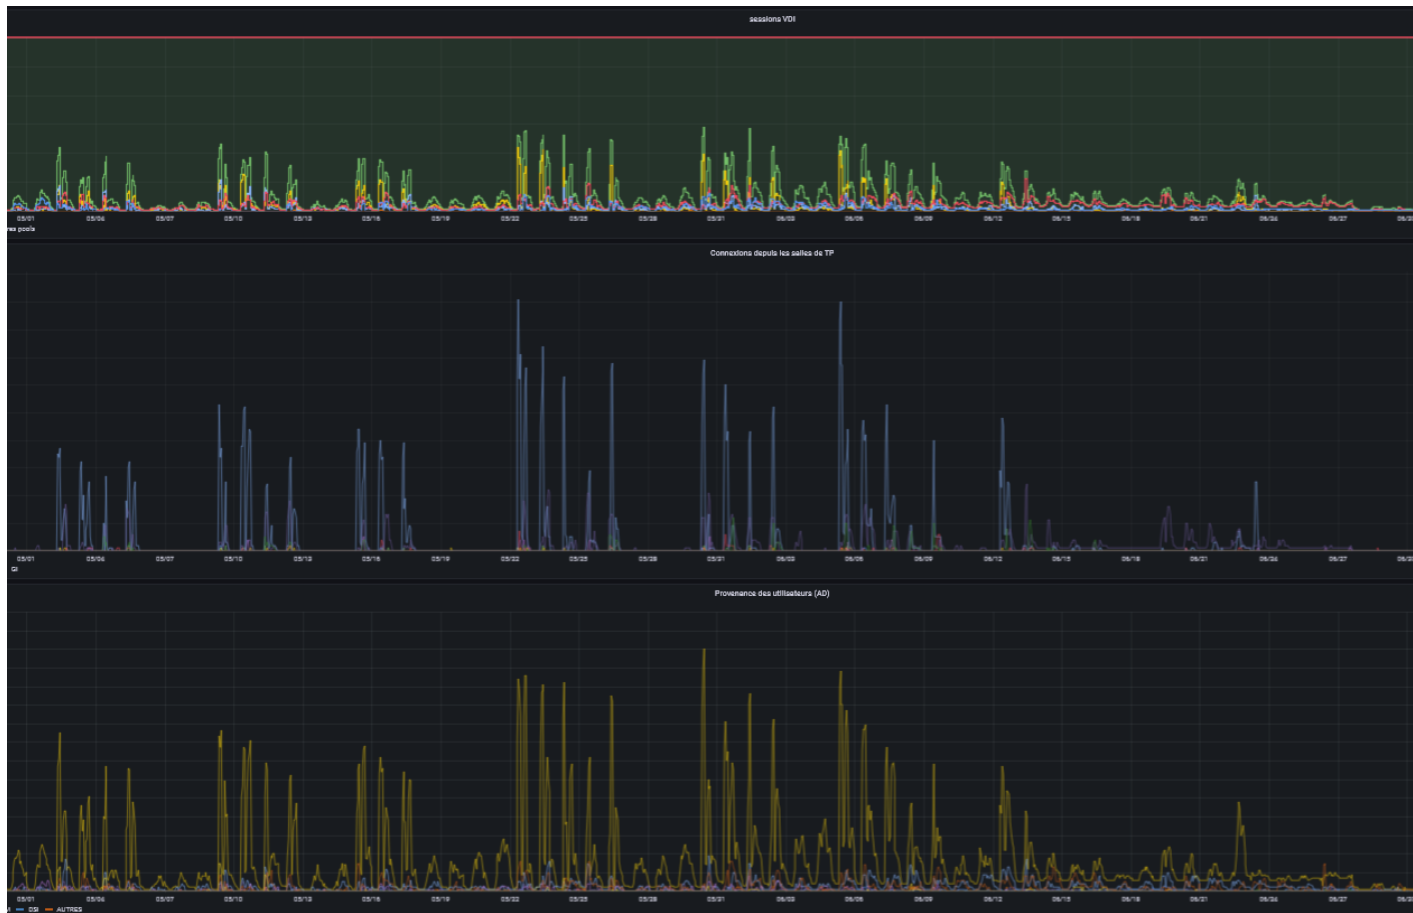 sessions VDI
05/01 05/04 05/07 05/10 05/13 05/16 05/19 05/22 05/25 05/28 05/31 06/03 06/06 06/09 06/12 06/15 06/18 06/21 06/24 06/27
res pools
Connexions depuis les salles de TP
05/01 05/04 05/07 05/10 05/13 05/16 05/19 05/22 05/25 05/28 05/31 06/03 06/06 06/09 06/12 06/15 06/18 06/21 06/24 06/27
SI
Provenance des utilisateurs (AD)
05/01 05/04 05/07 05/10 05/13 05/16 05/19 05/22 05/25 05/28 05/31 06/03 06/06 06/09 06/12 06/15 06/18 06/21 06/24 06/27
DSI AUTRES